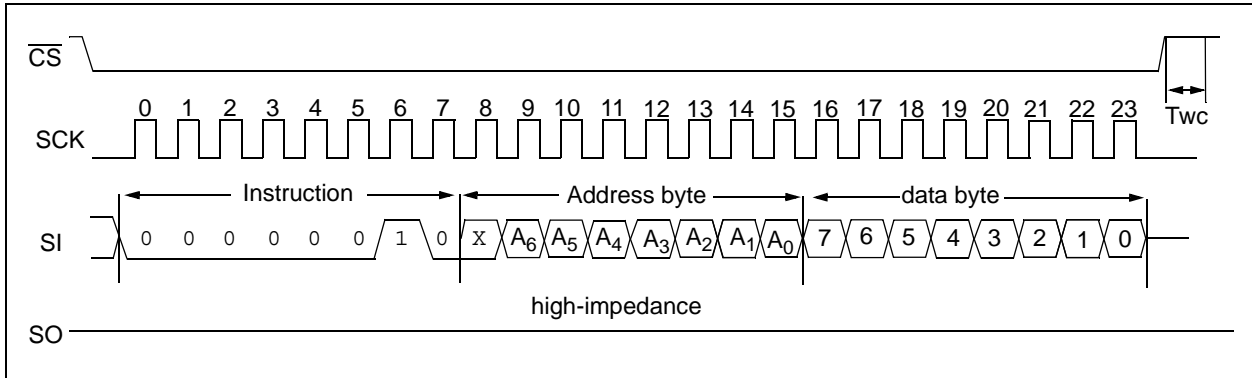 CS
0 1 2 3 4 5 6 7 8 9 10 11 12 13 14 15 16 17 18 19 20 21 22 23
Twc
SCK
Instruction Address byte data byte
SI 0 0 0 0 0 0 1 0 X A6 A5 A4 A3 A2 A1 A0 7 6 5 4 3 2 1 0
high-impedance
SO